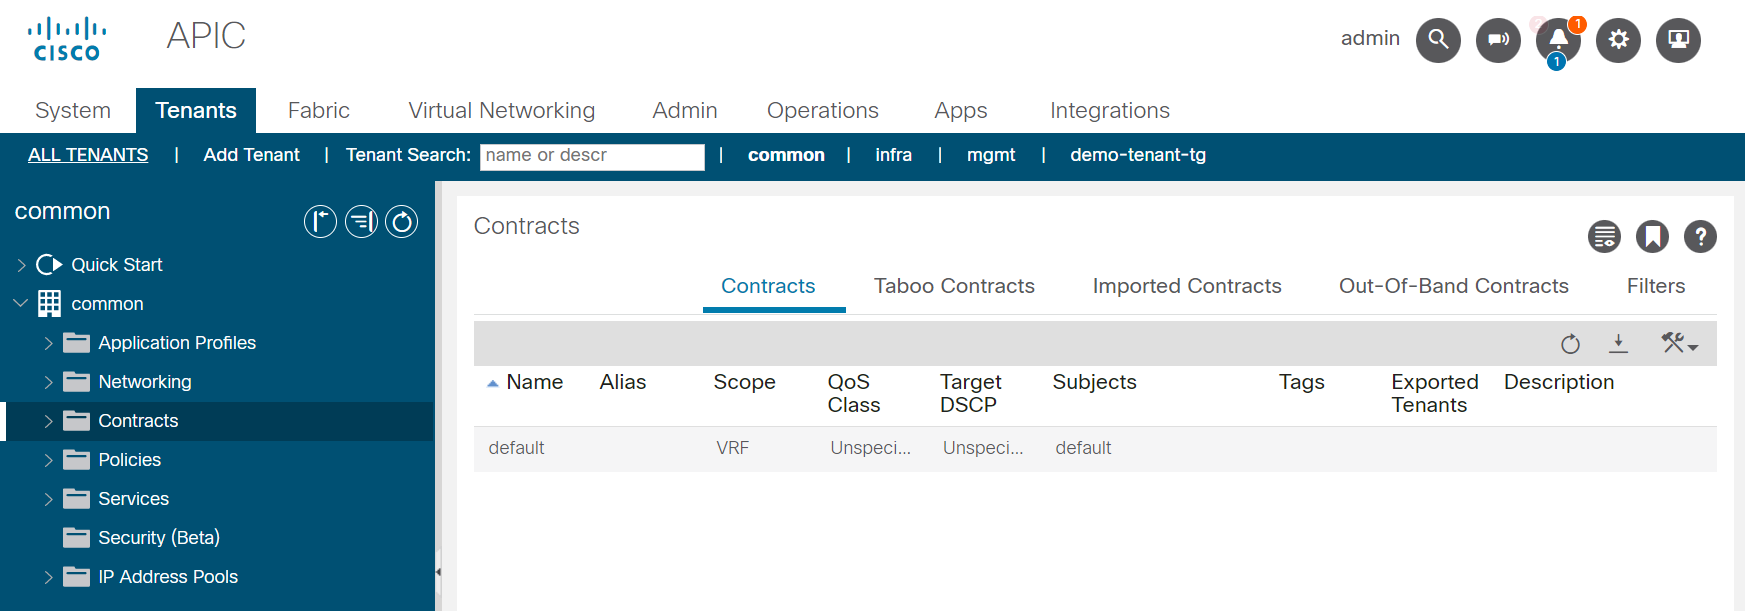 CISCO
APIC
admin
1
1
System Tenants Fabric Virtual Networking Admin Operations Apps Integrations
ALL TENANTS | Add Tenant | Tenant Search: name or descr | common | infra | mgmt | demo-tenant-tg
common
Quick Start
common
Application Profiles
Networking
Contracts
Policies
Services
Security (Beta)
IP Address Pools
Contracts
?
Contracts Taboo Contracts Imported Contracts Out-Of-Band Contracts Filters
Name Alias Scope QoS Class Target DSCP Subjects Tags Exported Tenants Description
default VRF Unspeci... Unspeci... default